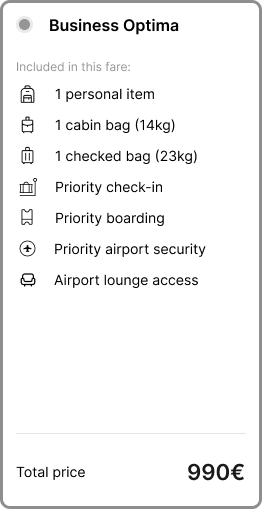 Business Optima
Included in this fare:
1 personal item
1 cabin bag (14kg)
1 checked bag (23kg)
Priority check-in
Priority boarding
Priority airport security
Airport lounge access
Total price 990€